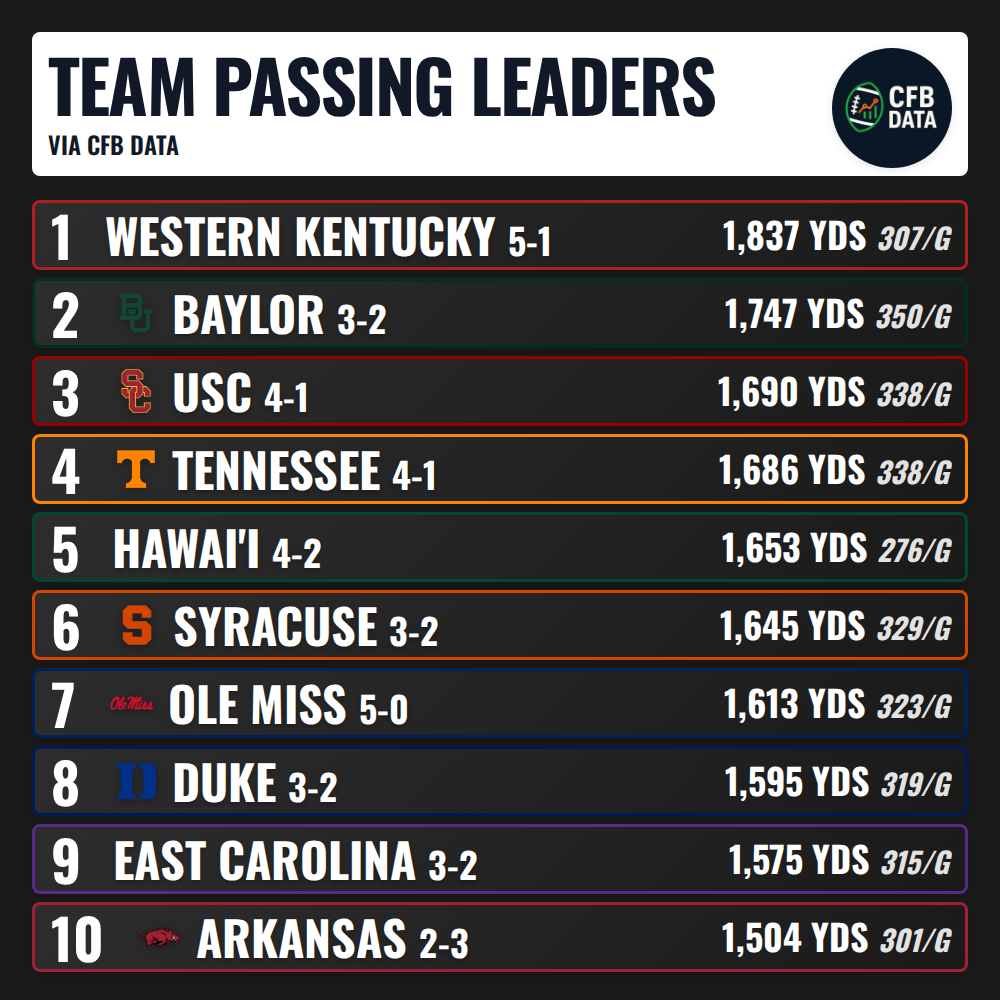 TEAM PASSING LEADERS
VIA CFB DATA
CFB
DATA
1 WESTERN KENTUCKY 5-1 1,837 YDS 307/G
2 BU BAYLOR 3-2 1,747 YDS 350/G
3 SC USC 4-1 1,690 YDS 338/G
4 T TENNESSEE 4-1 1,686 YDS 338/G
5 HAWAI'I 4-2 1,653 YDS 276/G
6 S SYRACUSE 3-2 1,645 YDS 329/G
7 Ole Miss OLE MISS 5-0 1,613 YDS 323/G
8 D DUKE 3-2 1,595 YDS 319/G
9 EAST CAROLINA 3-2 1,575 YDS 315/G
10 ARKANSAS 2-3 1,504 YDS 301/G